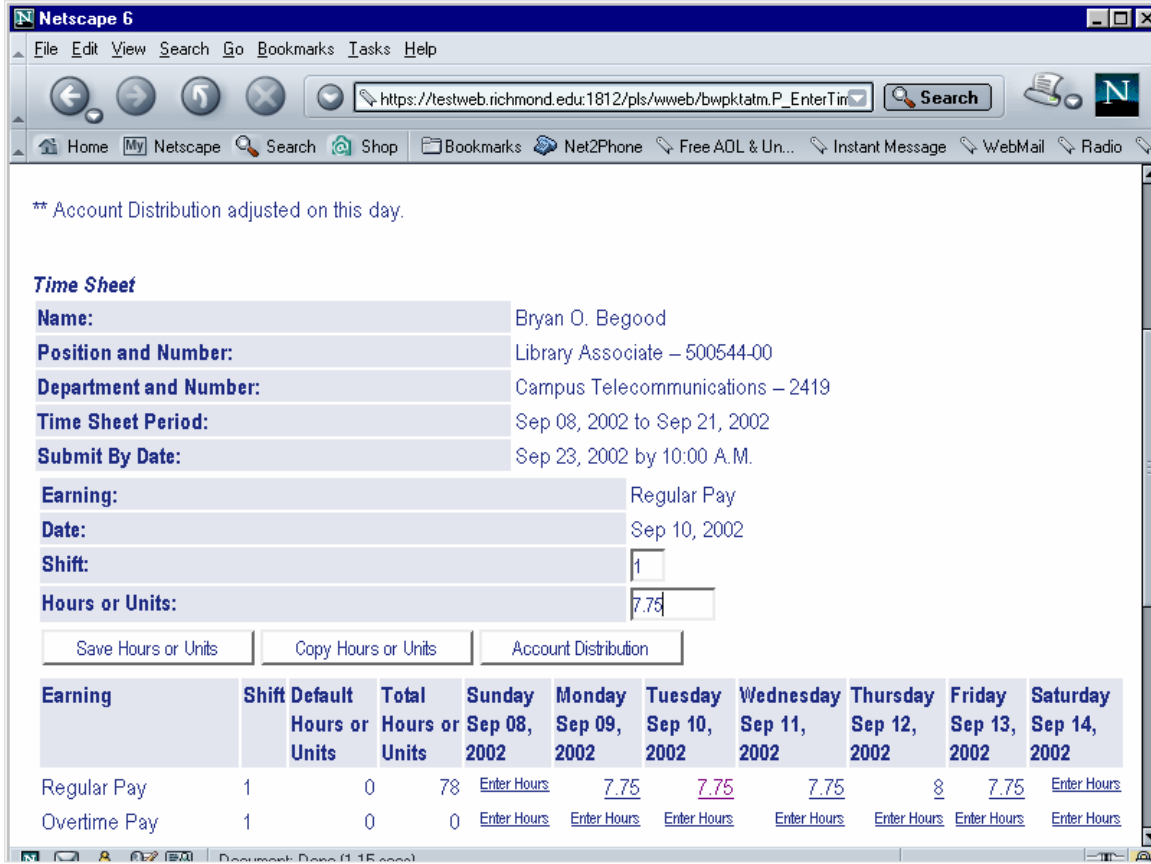 Netscape 6
File Edit View Search Go Bookmarks Tasks Help
https://testweb.richmond.edu:1812/pls/wweb/bwpktatm.P_EnterTim Search N
Home My Netscape Search Shop Bookmarks Net2Phone Free AOL & Un... Instant Message WebMail Radio
** Account Distribution adjusted on this day.
Time Sheet
Name: Bryan O. Begood
Position and Number: Library Associate – 500544-00
Department and Number: Campus Telecommunications – 2419
Time Sheet Period: Sep 08, 2002 to Sep 21, 2002
Submit By Date: Sep 23, 2002 by 10:00 A.M.
Earning: Regular Pay
Date: Sep 10, 2002
Shift: 1
Hours or Units: 7.75
Save Hours or Units Copy Hours or Units Account Distribution
Earning Shift Default Total Sunday Monday Tuesday Wednesday Thursday Friday Saturday
Hours or Hours or Sep 08, Sep 09, Sep 10, Sep 11, Sep 12, Sep 13, Sep 14,
Units Units 2002 2002 2002 2002 2002 2002 2002
Regular Pay 1 0 78 Enter Hours 7.75 7.75 7.75 8 7.75 Enter Hours
Overtime Pay 1 0 0 Enter Hours Enter Hours Enter Hours Enter Hours Enter Hours Enter Hours Enter Hours